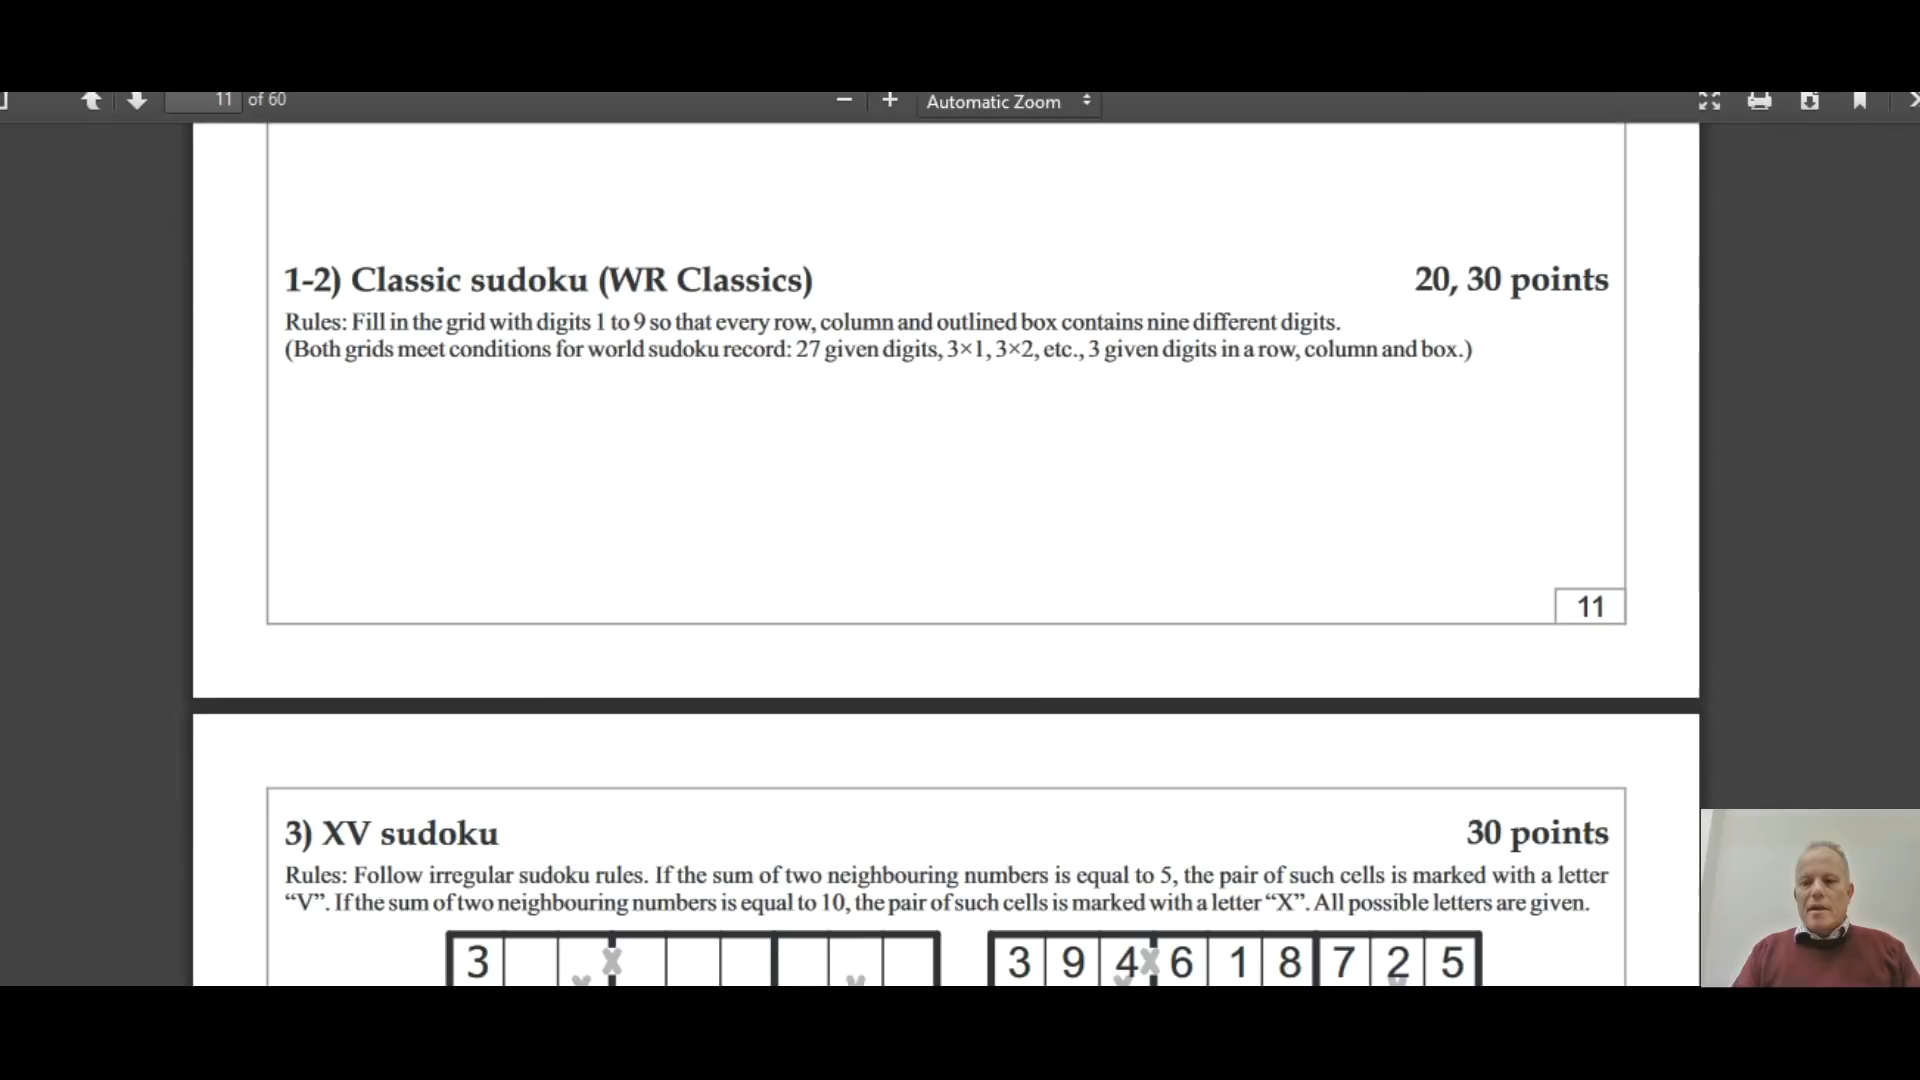 11 of 60
Automatic Zoom
1-2) Classic sudoku (WR Classics) 20, 30 points
Rules: Fill in the grid with digits 1 to 9 so that every row, column and outlined box contains nine different digits.
(Both grids meet conditions for world sudoku record: 27 given digits, 3×1, 3×2, etc., 3 given digits in a row, column and box.)
11
3) XV sudoku 30 points
Rules: Follow irregular sudoku rules. If the sum of two neighbouring numbers is equal to 5, the pair of such cells is marked with a letter
“V”. If the sum of two neighbouring numbers is equal to 10, the pair of such cells is marked with a letter “X”. All possible letters are given.
3 X 3 9 4 X 6 1 8 7 2 5